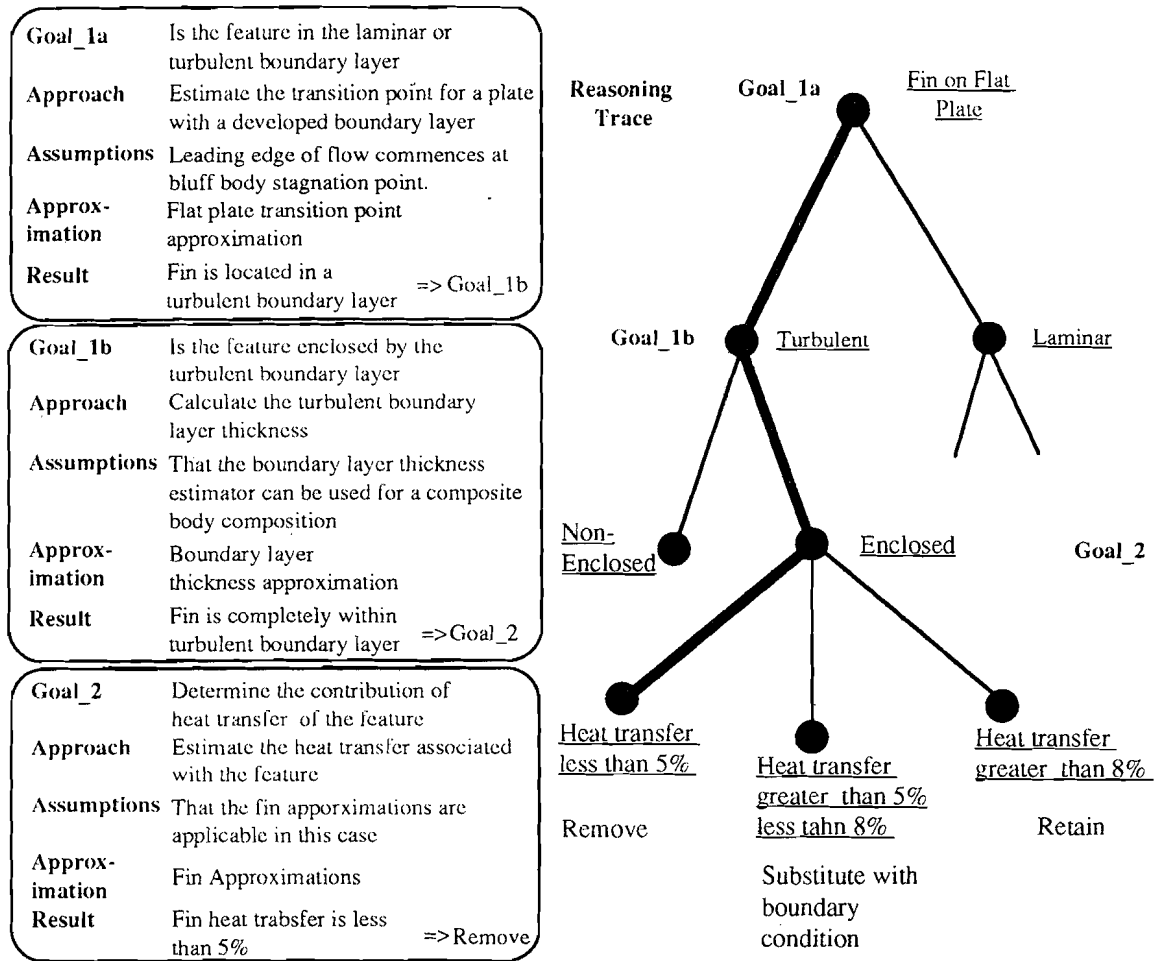 Goal_1a Is the feature in the laminar or
turbulent boundary layer
Approach Estimate the transition point for a plate
with a developed boundary layer
Assumptions Leading edge of flow commences at
bluff body stagnation point.
Approx-
imation
Flat plate transition point
approximation
Result Fin is located in a
turbulent boundary layer => Goal_1b
Goal_1b Is the feature enclosed by the
turbulent boundary layer
Approach Calculate the turbulent boundary
layer thickness
Assumptions That the boundary layer thickness
estimator can be used for a composite
body composition
Approx-
imation
Boundary layer
thickness approximation
Result Fin is completely within
turbulent boundary layer =>Goal_2
Goal_2 Determine the contribution of
heat transfer of the feature
Approach Estimate the heat transfer associated
with the feature
Assumptions That the fin apporximations are
applicable in this case
Approx-
imation
Fin Approximations
Result Fin heat trabsfer is less
than 5% =>Remove
Reasoning
Trace
Goal_1a
Fin on Flat
Plate
Goal_1b Turbulent Laminar
Non-
Enclosed
Enclosed
Goal_2
Heat transfer
less than 5%
Remove
Heat transfer
greater than 5%
less tahn 8%
Substitute with
boundary
condition
Heat transfer
greater than 8%
Retain